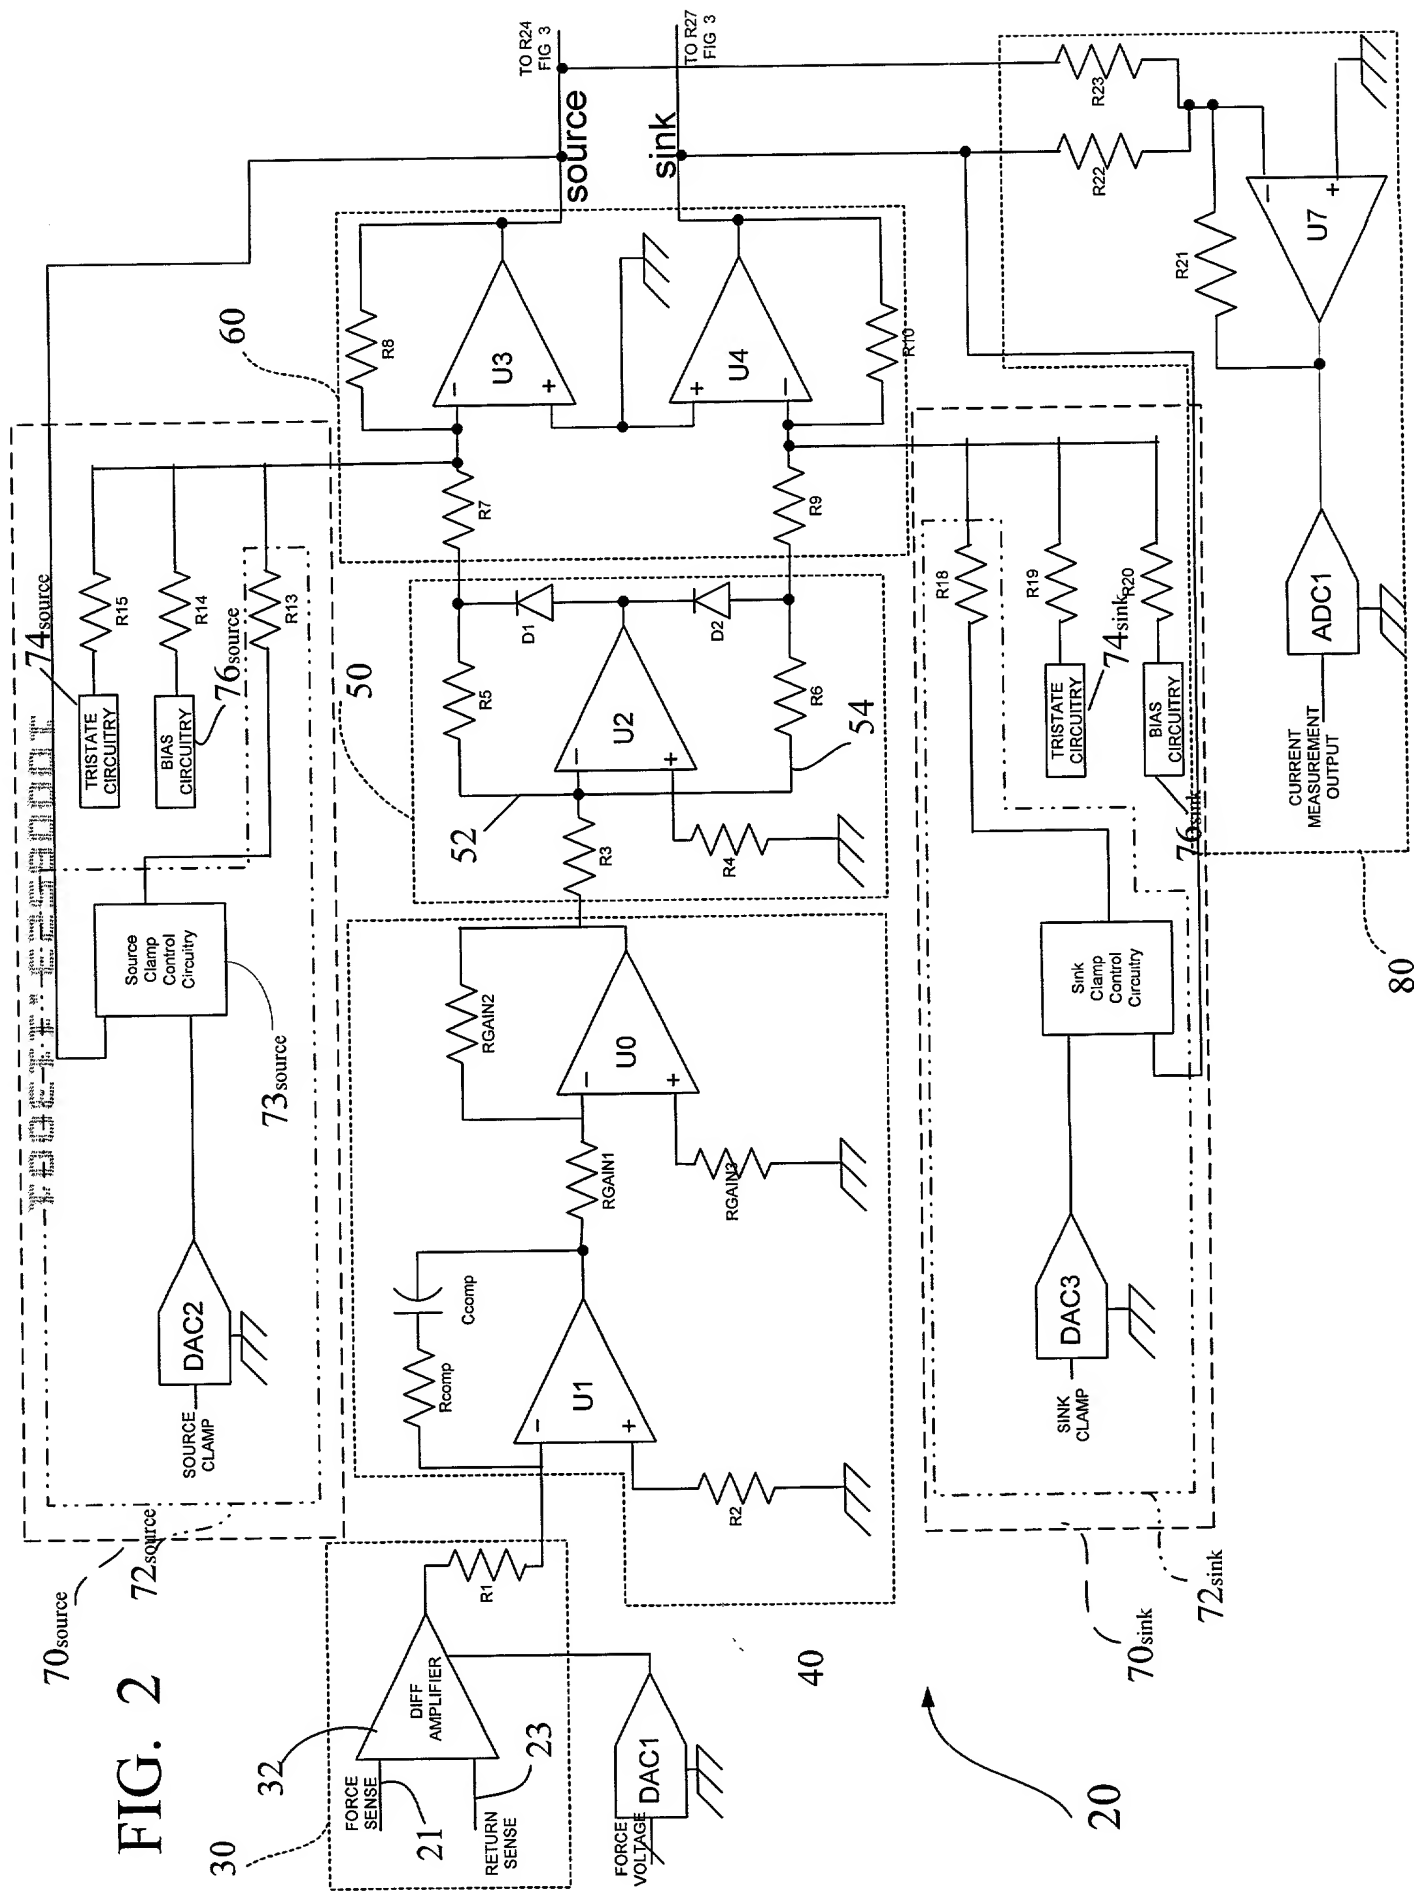 FIG. 2
20
30
FORCE
SENSE
21
RETURN
SENSE
23
32
DIFF
AMPLIFIER
R1
FORCE
VOLTAGE
DAC1
40
R2
U1
-
+
Rcomp
Ccomp
RGAIN1
RGAIN2
RGAIN3
U0
-
+
50
52
54
R3
R4
R5
R6
U2
-
+
D1
D2
60
R7
R8
R9
R10
U3
-
+
U4
+
-
source
sink
TO R24
FIG 3
TO R27
FIG 3
70source
72source
SOURCE
CLAMP
DAC2
73source
Source
Clamp
Control
Circuitry
74source
TRISTATE
CIRCUITRY
76source
BIAS
CIRCUITRY
R15
R14
R13
70sink
72sink
SINK
CLAMP
DAC3
Sink
Clamp
Control
Circuitry
74sink
TRISTATE
CIRCUITRY
76sink
BIAS
CIRCUITRY
R18
R19
R20
80
CURRENT
MEASUREMENT
OUTPUT
ADC1
R21
R22
R23
U7
-
+